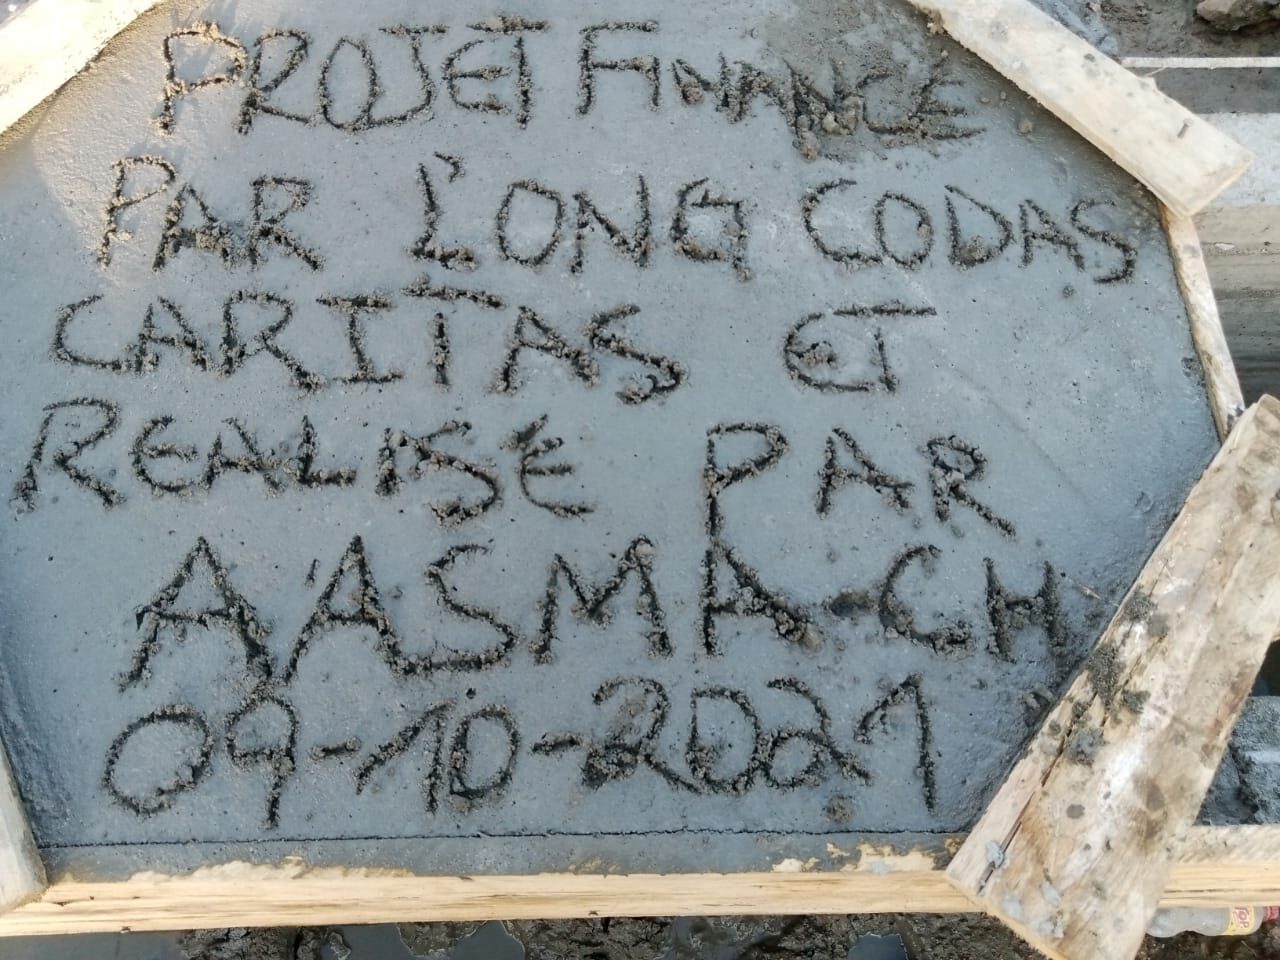 PROJET FINANCE
PAR L'ONG CODAS
CARITAS ET
REALISE PAR
A'ASMA-CH
09-10-2021